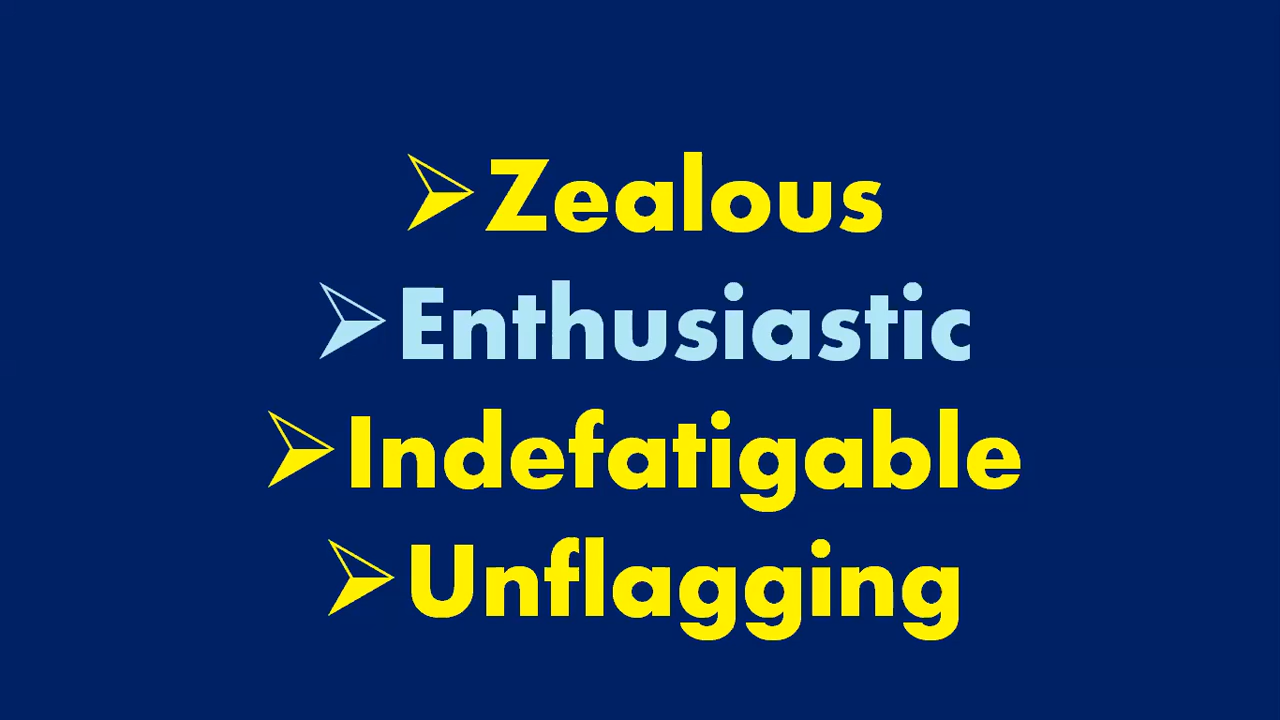 ➢Zealous
➢Enthusiastic
➢Indefatigable
➢Unflagging